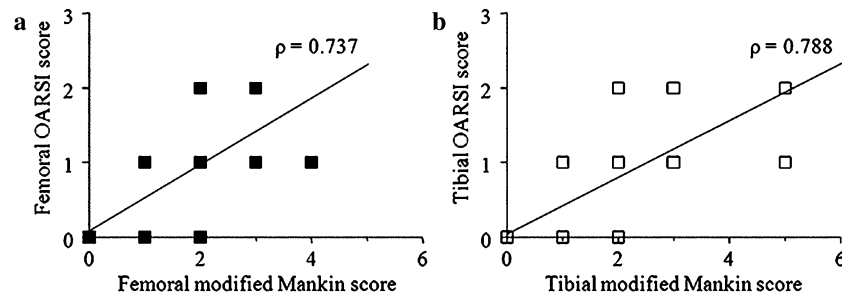 a
3
2
1
0
Femoral OARSI score
ρ = 0.737
0 2 4 6
Femoral modified Mankin score
b
3
2
1
0
Tibial OARSI score
ρ = 0.788
0 2 4 6
Tibial modified Mankin score